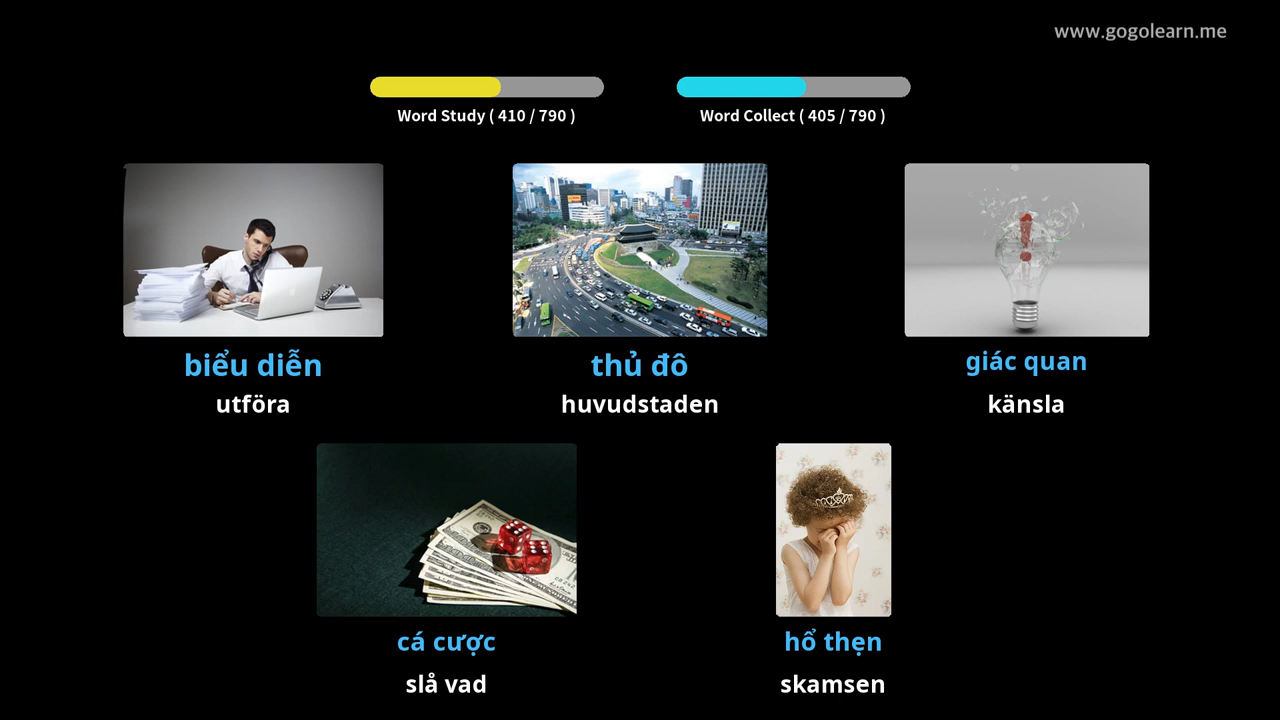 www.gogolearn.me
Word Study ( 410 / 790 )
Word Collect ( 405 / 790 )
biểu diễn
utföra
thủ đô
huvudstaden
giác quan
känsla
cá cược
slå vad
hổ thẹn
skamsen